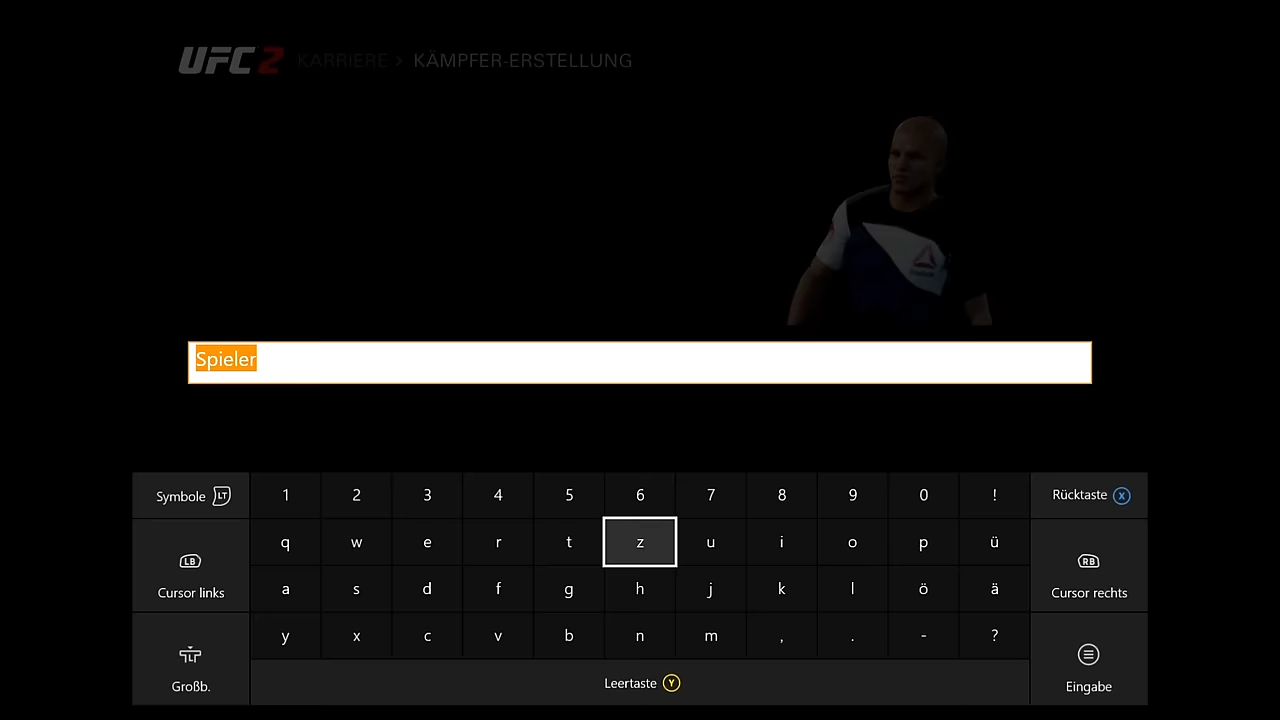 UFC 2 KARRIERE > KÄMPFER-ERSTELLUNG
Reebok
Spieler
Symbole LT 1 2 3 4 5 6 7 8 9 0 ! Rücktaste X
q w e r t z u i o p ü
LB RB
Cursor links a s d f g h j k l ö ä Cursor rechts
y x c v b n m , . - ?
Großb. Leertaste Y Eingabe